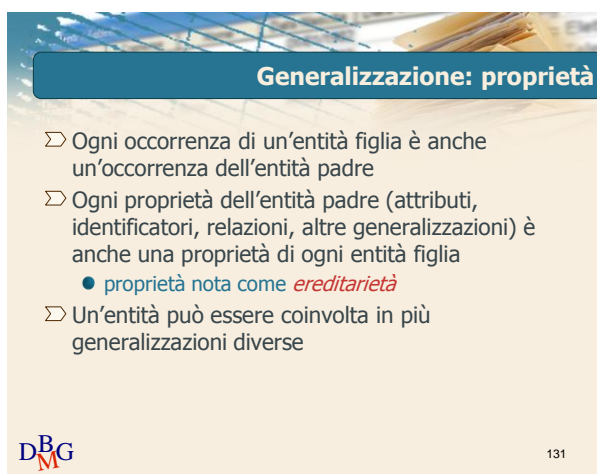 Generalizzazione: proprietà
Ogni occorrenza di un'entità figlia è anche
un'occorrenza dell'entità padre
Ogni proprietà dell'entità padre (attributi,
identificatori, relazioni, altre generalizzazioni) è
anche una proprietà di ogni entità figlia
proprietà nota come ereditarietà
Un'entità può essere coinvolta in più
generalizzazioni diverse
DBMG
131